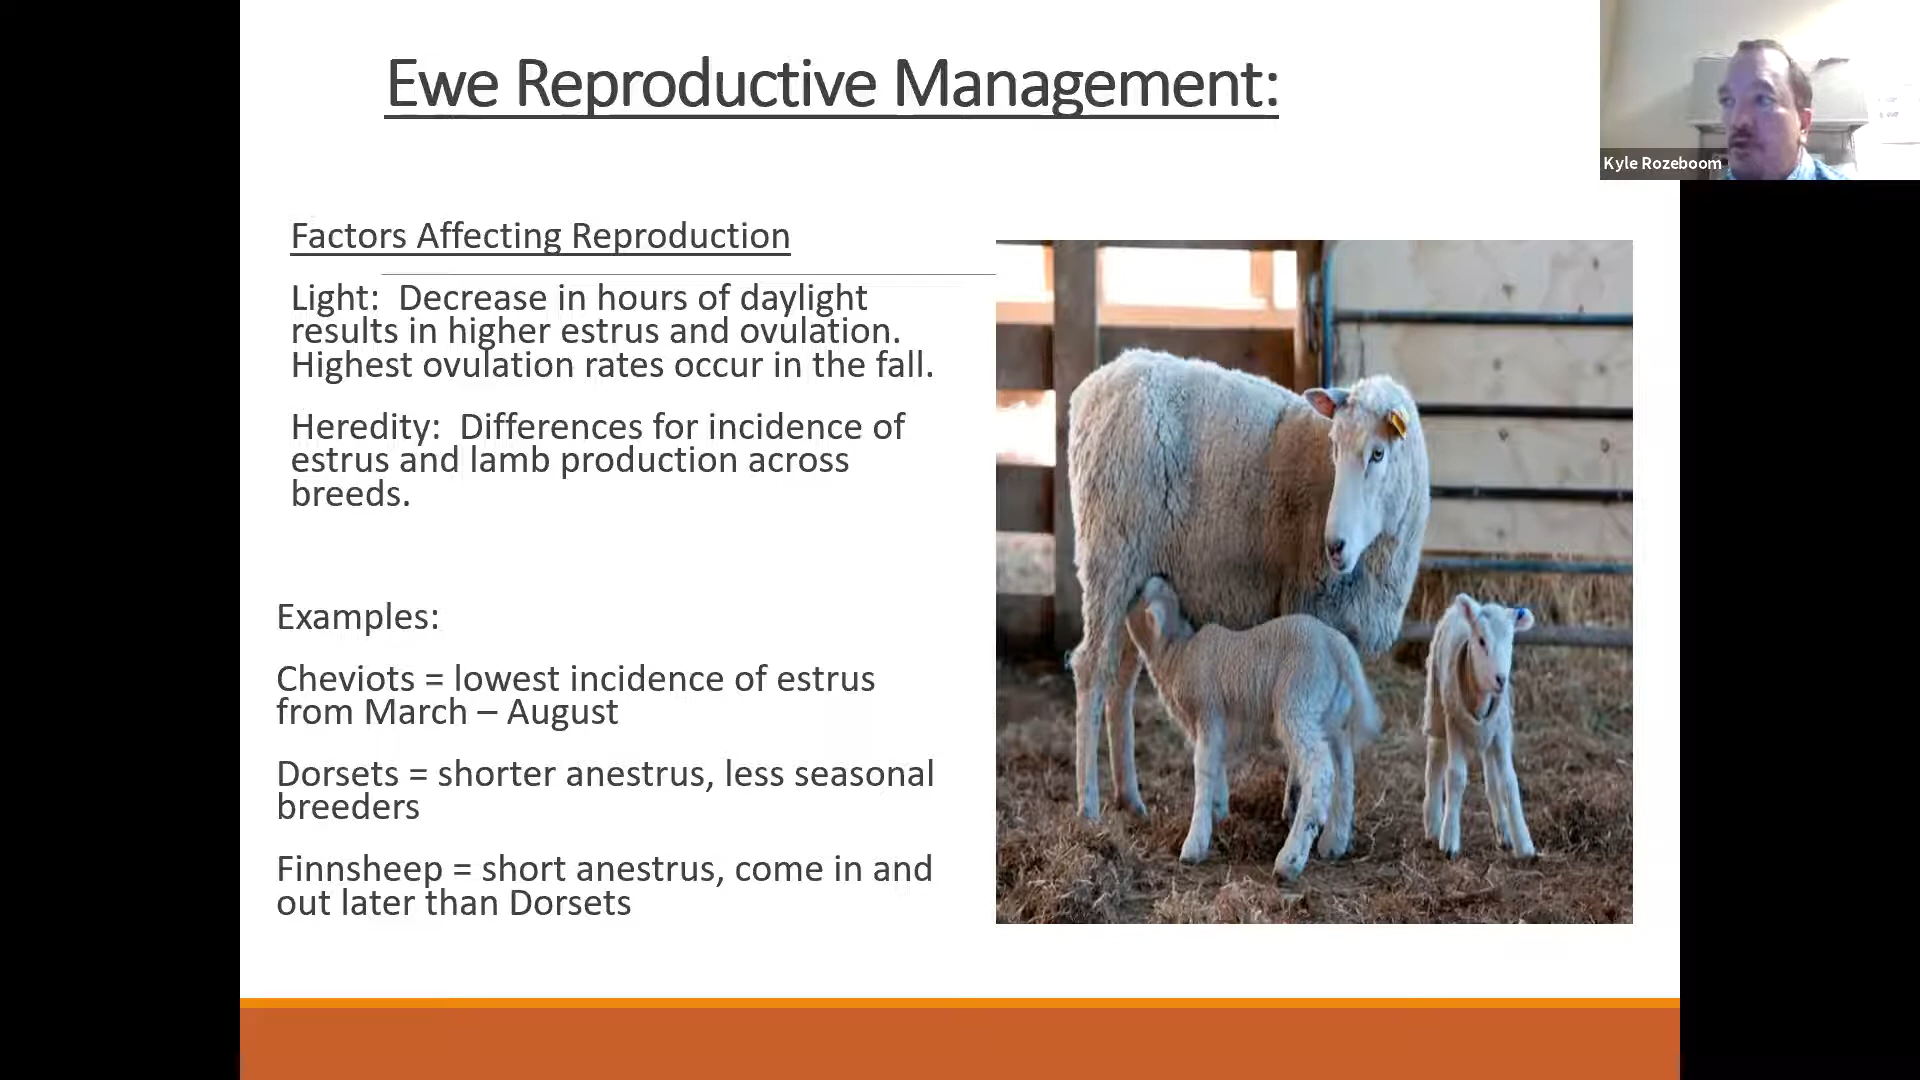 Ewe Reproductive Management:
Kyle Rozeboom
Factors Affecting Reproduction
Light:  Decrease in hours of daylight
results in higher estrus and ovulation.
Highest ovulation rates occur in the fall.
Heredity:  Differences for incidence of
estrus and lamb production across
breeds.
Examples:
Cheviots = lowest incidence of estrus
from March – August
Dorsets = shorter anestrus, less seasonal
breeders
Finnsheep = short anestrus, come in and
out later than Dorsets